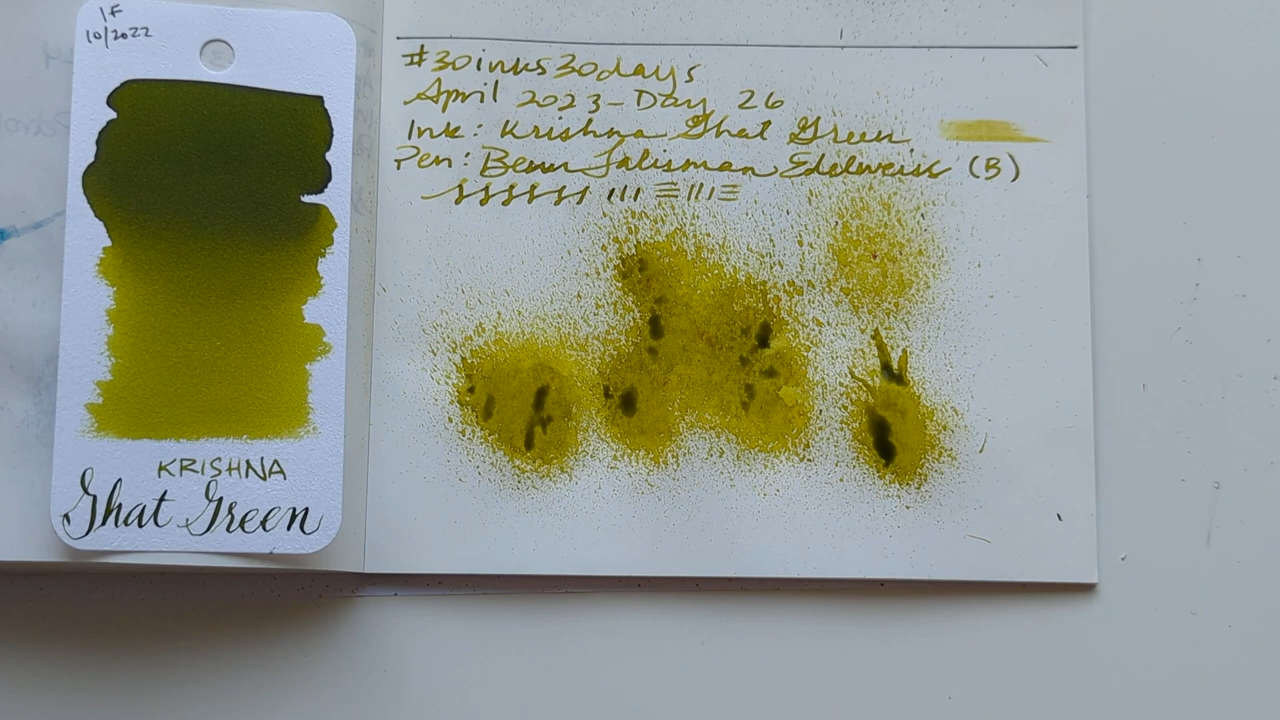 1F
10/2022
KRISHNA
Ghat Green
#30inks30days
April 2023 - Day 26
Ink: Krishna Ghat Green
Pen: Benu Talisman Edelweiss (B)